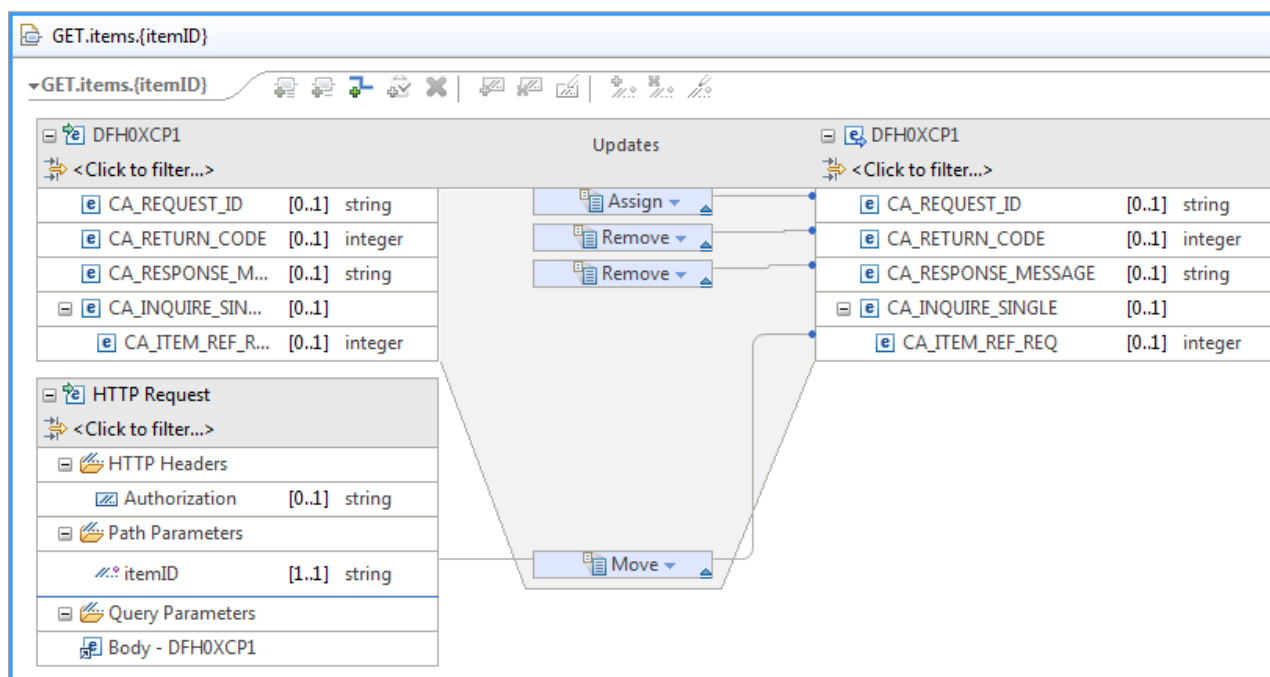 GET.items.{itemID}
GET.items.{itemID}
DFH0XCP1
<Click to filter...>
CA_REQUEST_ID [0..1] string
CA_RETURN_CODE [0..1] integer
CA_RESPONSE_M... [0..1] string
CA_INQUIRE_SIN... [0..1]
CA_ITEM_REF_R... [0..1] integer
HTTP Request
<Click to filter...>
HTTP Headers
Authorization [0..1] string
Path Parameters
itemID [1..1] string
Query Parameters
Body - DFH0XCP1
Updates
Assign
Remove
Remove
Move
DFH0XCP1
<Click to filter...>
CA_REQUEST_ID [0..1] string
CA_RETURN_CODE [0..1] integer
CA_RESPONSE_MESSAGE [0..1] string
CA_INQUIRE_SINGLE [0..1]
CA_ITEM_REF_REQ [0..1] integer